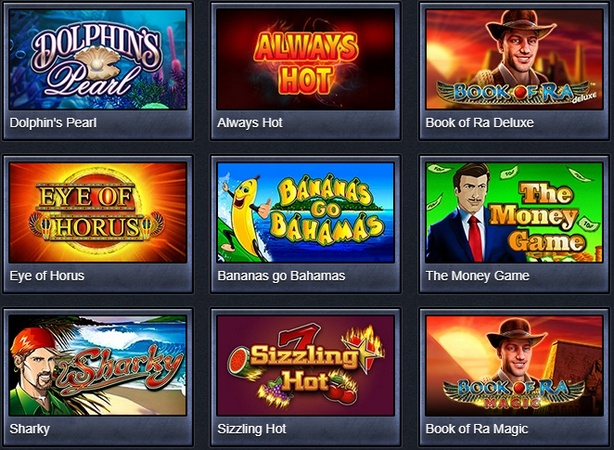 DOLPHIN'S
Pearl
Dolphin's Pearl
ALWAYS
HOT
Always Hot
BOOK OF RA™
deluxe
Book of Ra Deluxe
EYE OF
HORUS
Eye of Horus
BANANAS
GO
BAHAMAS
Bananas go Bahamas
The
Money
Game
The Money Game
Sharky
Sharky
7
Sizzling
Hot
Sizzling Hot
BOOK OF RA
MAGIC
Book of Ra Magic